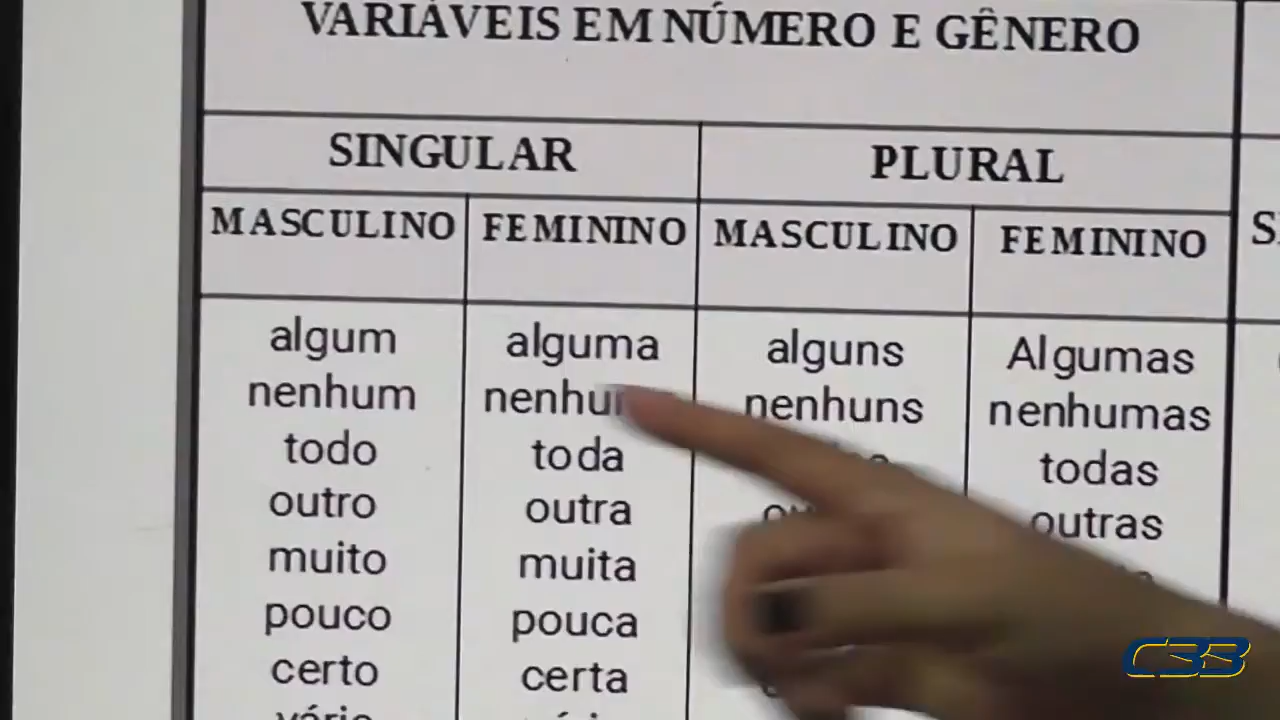 VARIÁVEIS EM NÚMERO E GÊNERO
SINGULAR PLURAL
MASCULINO FEMININO MASCULINO FEMININO
algum alguma alguns Algumas
nenhum nenhuns nenhumas
todo toda todas
outro outra outras
muito muita
pouco pouca
certo certa
C33